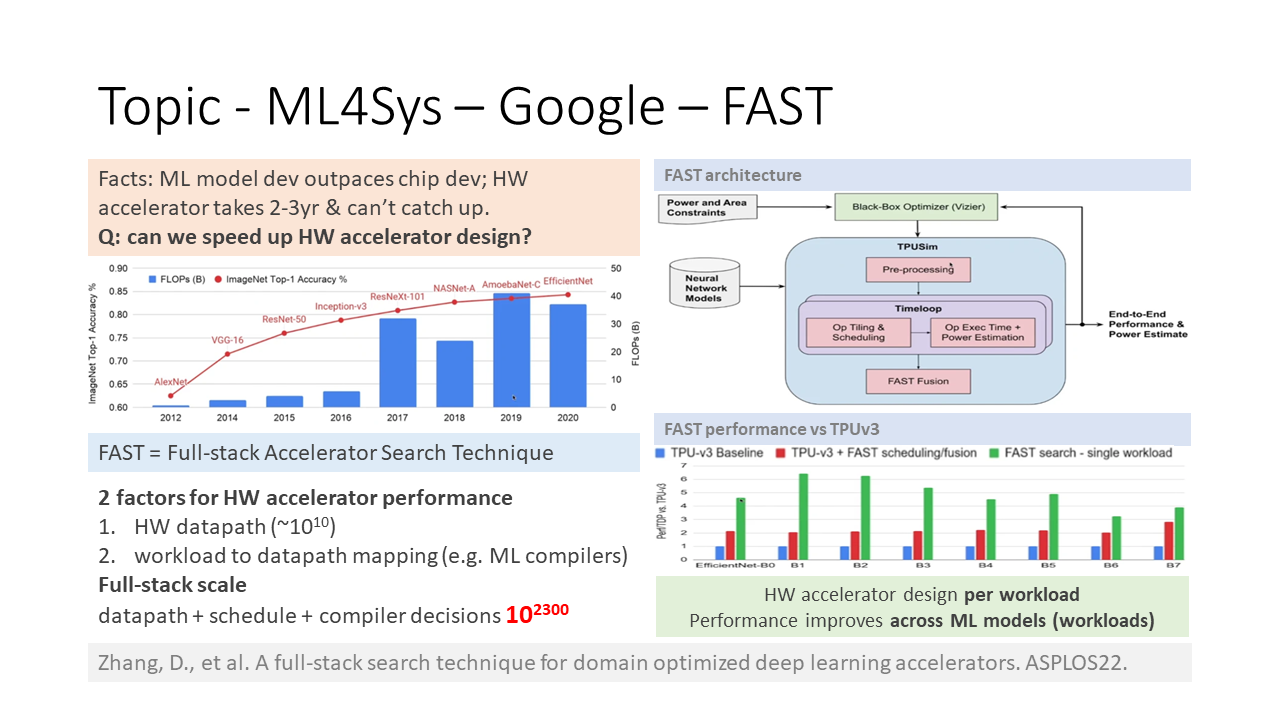 Topic - ML4Sys – Google – FAST
Facts: ML model dev outpaces chip dev; HW
accelerator takes 2-3yr & can’t catch up.
Q: can we speed up HW accelerator design?
FLOPs (B) ImageNet Top-1 Accuracy %
ImageNet Top-1 Accuracy %
0.90
0.85
0.80
0.75
0.70
0.65
0.60
AlexNet
VGG-16
ResNet-50
Inception-v3
ResNeXt-101
NASNet-A
AmoebaNet-C
EfficientNet
50
40
30
20
10
0
FLOPs (B)
2012 2014 2015 2016 2017 2018 2019 2020
FAST = Full-stack Accelerator Search Technique
2 factors for HW accelerator performance
1. HW datapath (~10¹⁰)
2. workload to datapath mapping (e.g. ML compilers)
Full-stack scale
datapath + schedule + compiler decisions 10²³⁰⁰
FAST architecture
Power and Area
Constraints
Black-Box Optimizer (Vizier)
TPUSim
Pre-processing
Neural
Network
Models
Timeloop
Op Tiling &
Scheduling
Op Exec Time +
Power Estimation
FAST Fusion
End-to-End
Performance &
Power Estimate
FAST performance vs TPUv3
TPU-v3 Baseline TPU-v3 + FAST scheduling/fusion FAST search - single workload
Perf/TDP vs. TPU-v3
7
6
5
4
3
2
1
0
EfficientNet-B0 B1 B2 B3 B4 B5 B6 B7
HW accelerator design per workload
Performance improves across ML models (workloads)
Zhang, D., et al. A full-stack search technique for domain optimized deep learning accelerators. ASPLOS22.